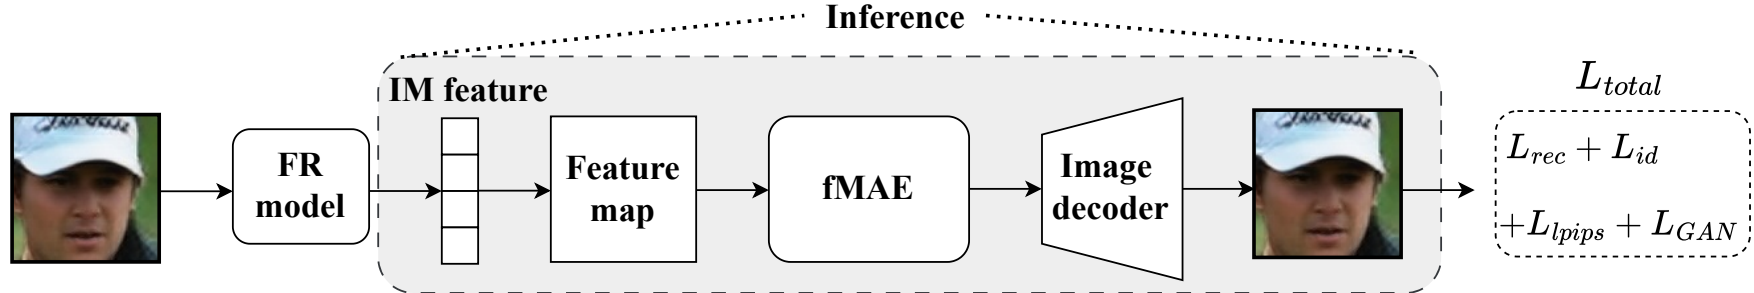 Inference
IM feature
FR
model
Feature
map
fMAE
Image
decoder
L_total
L_rec + L_id
+L_lpips + L_GAN